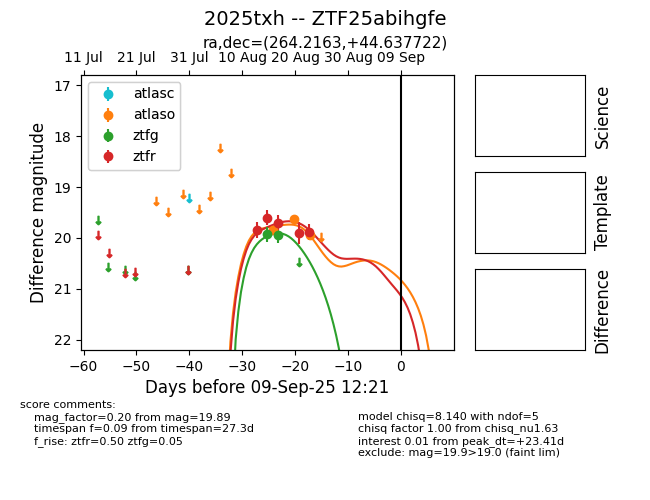 2025txh -- ZTF25abihgfe
ra,dec=(264.2163,+44.637722)
11 Jul 21 Jul 31 Jul 10 Aug 20 Aug 30 Aug 09 Sep
atlasc
atlaso
ztfg
ztfr
17
18
19
20
21
22
Difference magnitude
−60 −50 −40 −30 −20 −10 0
Days before 09-Sep-25 12:21
Science
Template
Difference
score comments:
mag_factor=0.20 from mag=19.89
timespan f=0.09 from timespan=27.3d
f_rise: ztfr=0.50 ztfg=0.05
model chisq=8.140 with ndof=5
chisq factor 1.00 from chisq_nu1.63
interest 0.01 from peak_dt=+23.41d
exclude: mag=19.9>19.0 (faint lim)